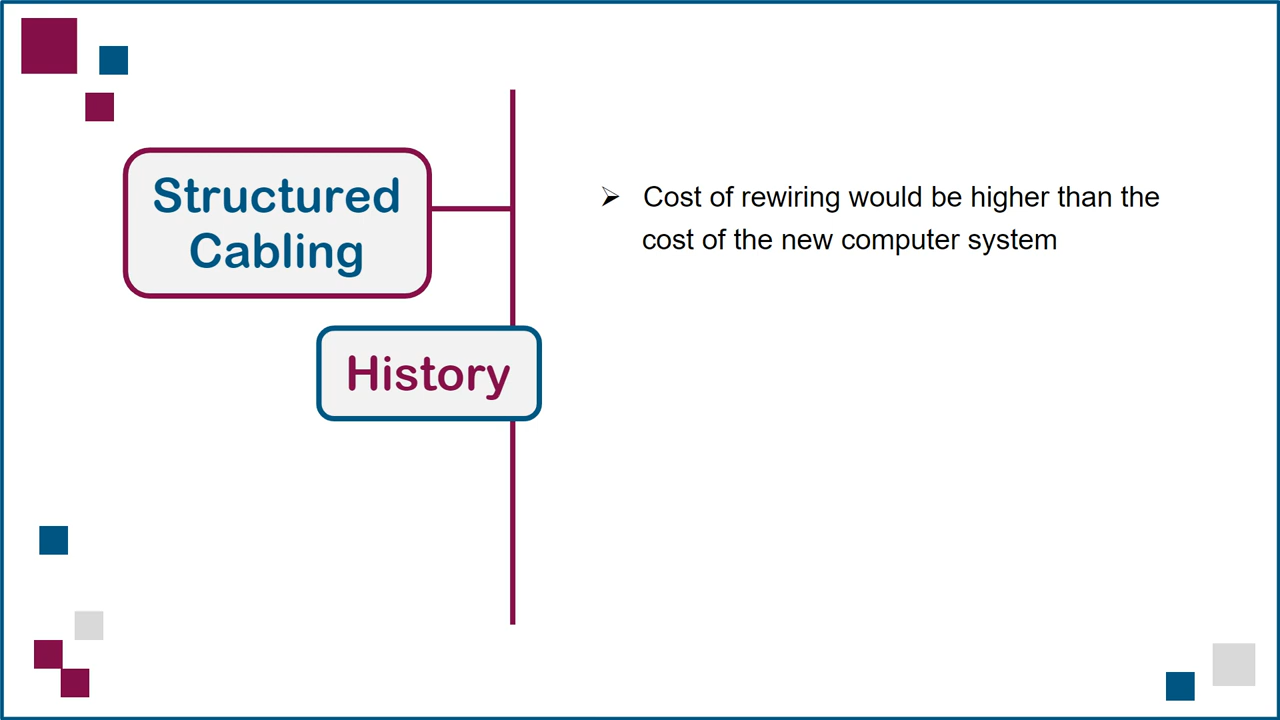 Structured
Cabling
History
➢ Cost of rewiring would be higher than the
cost of the new computer system